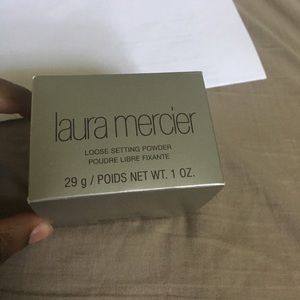 laura mercier
LOOSE SETTING POWDER
POUDRE LIBRE FIXANTE
29 g / POIDS NET WT. 1 OZ.